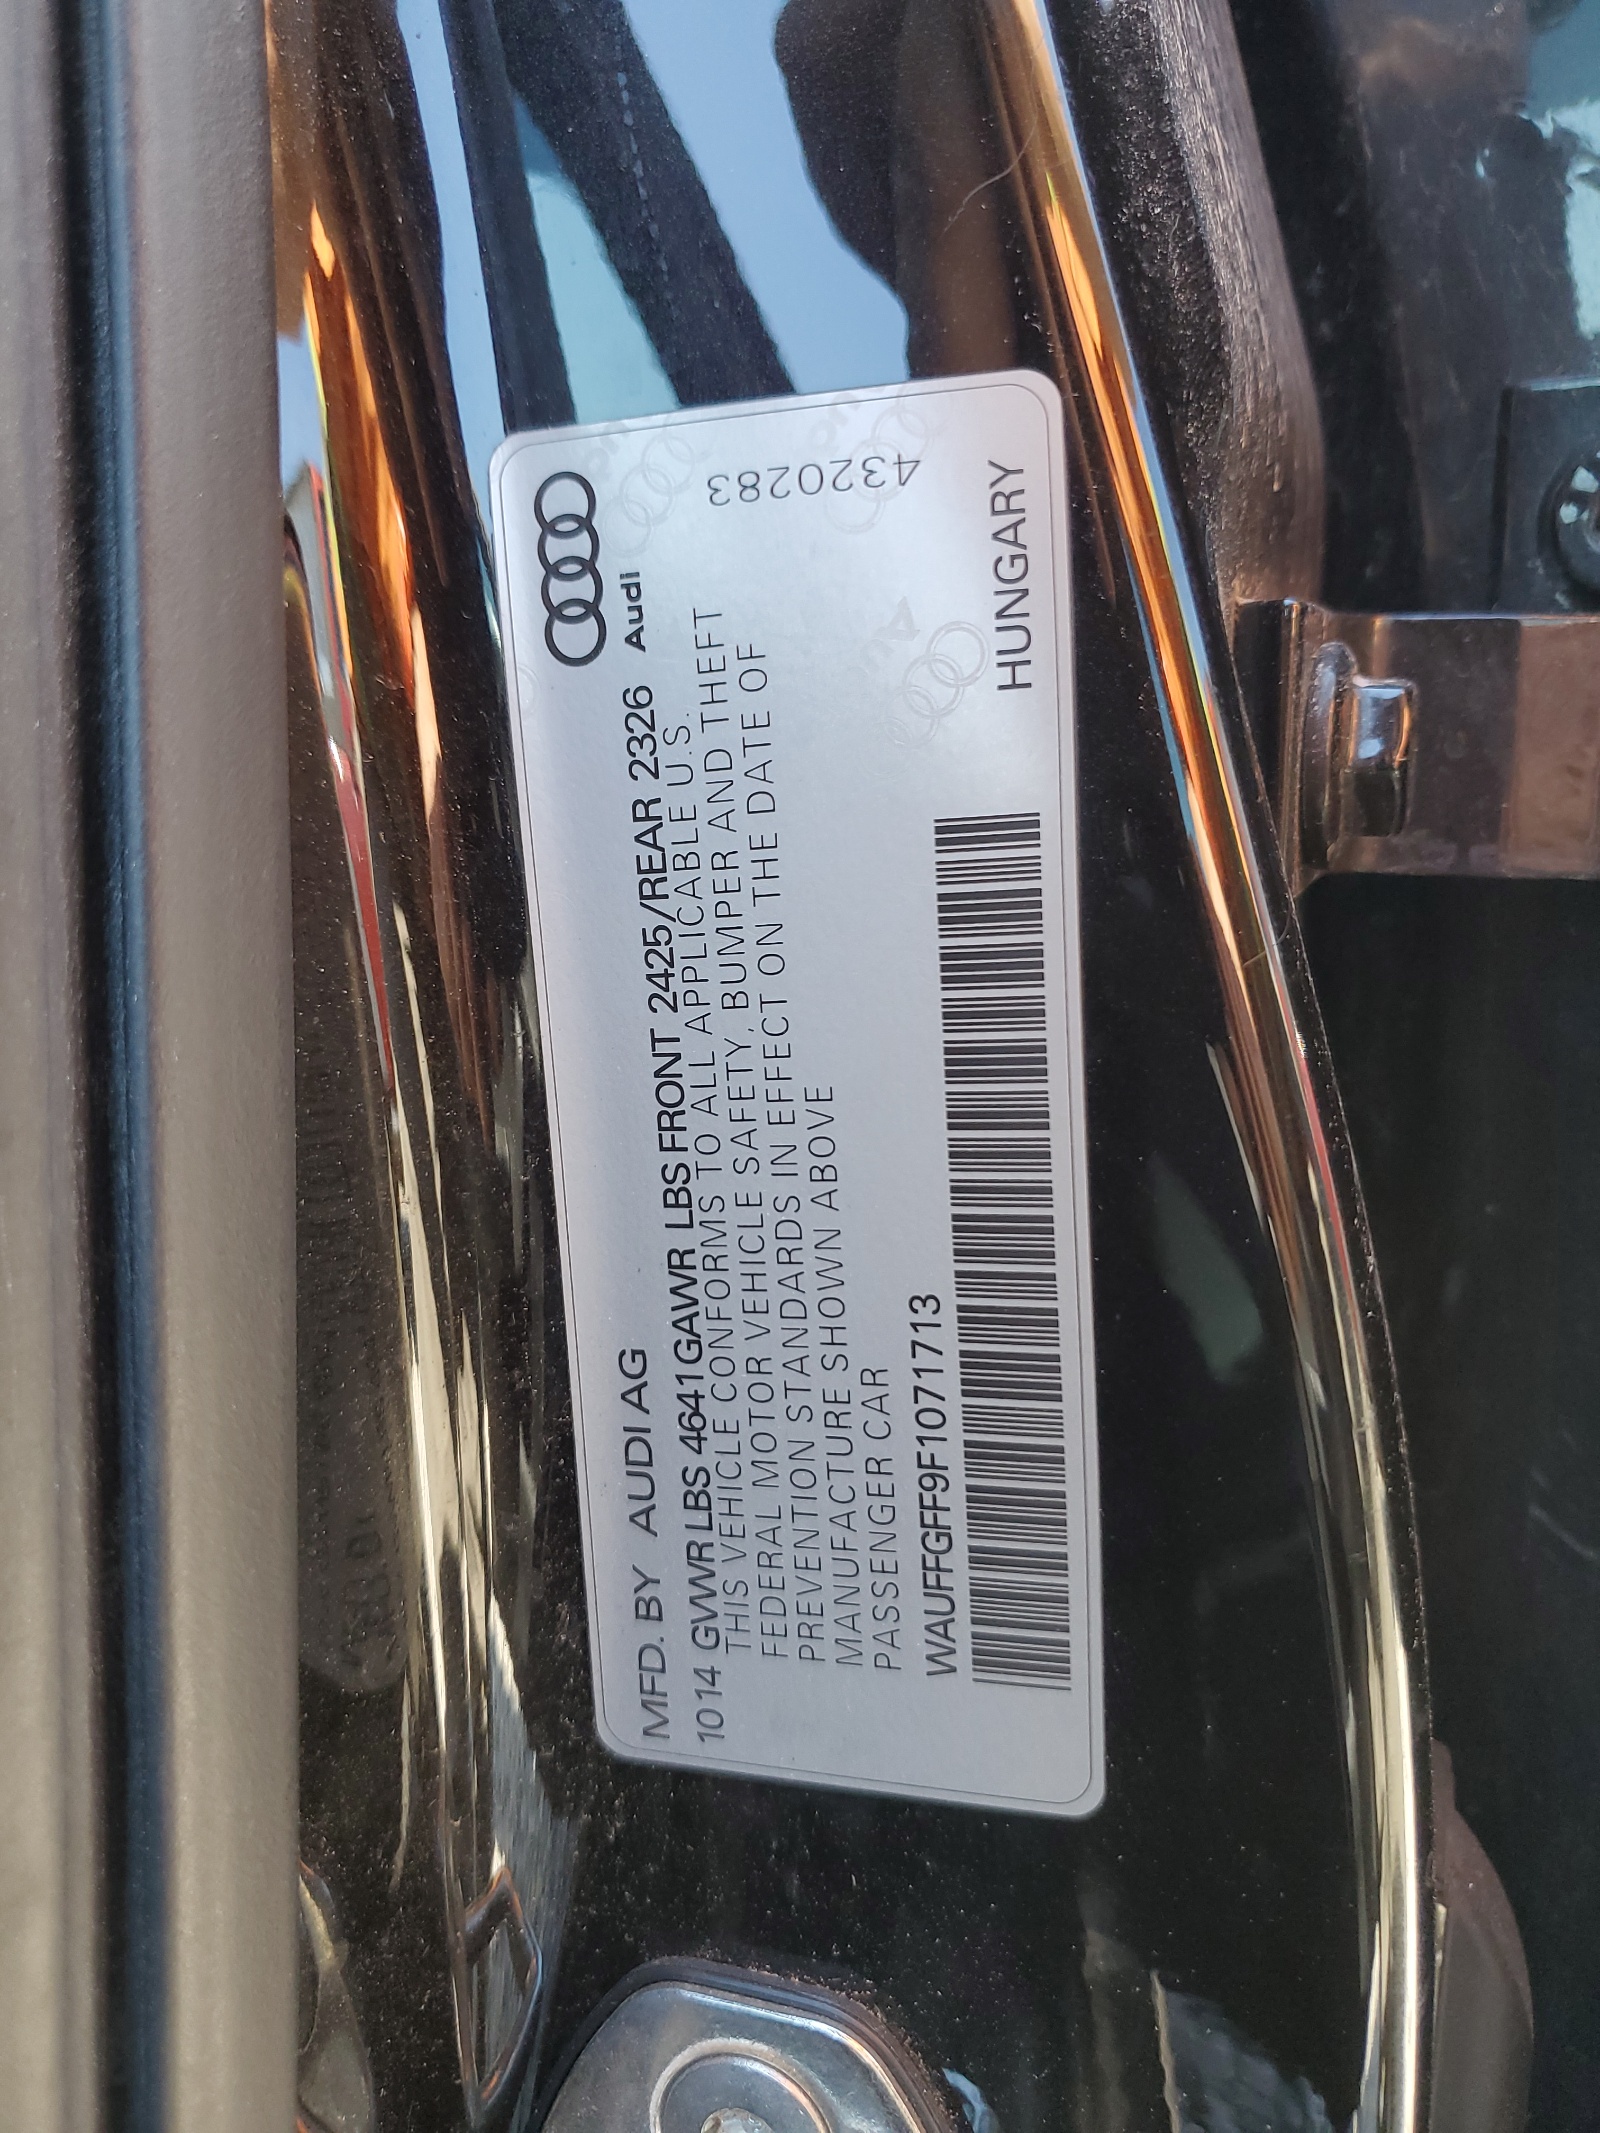 MFD. BY AUDI AG
Audi
1014 GVWR LBS 4641 GAWR LBS FRONT 2425/REAR 2326
THIS VEHICLE CONFORMS TO ALL APPLICABLE U.S.
FEDERAL MOTOR VEHICLE SAFETY, BUMPER AND THEFT
PREVENTION STANDARDS IN EFFECT ON THE DATE OF
MANUFACTURE SHOWN ABOVE
PASSENGER CAR
4320283
WAUFFGFF9F1071713
HUNGARY